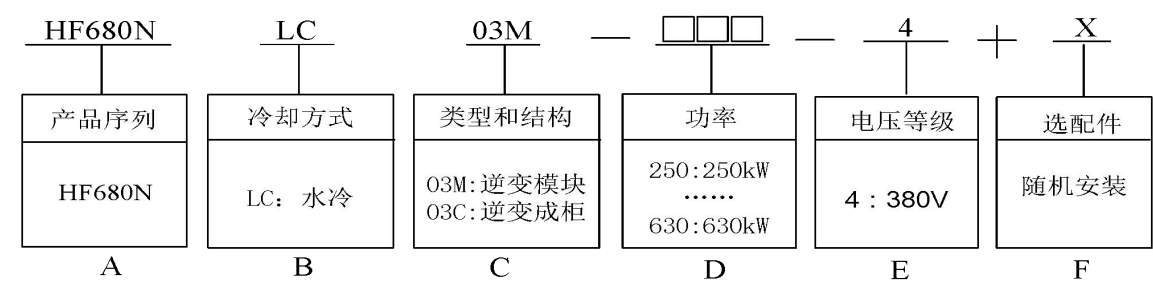 HF680N LC 03M — □□□ — 4 + X
产品序列 冷却方式 类型和结构 功率 电压等级 选配件
HF680N
LC：水冷
03M:逆变模块
03C:逆变成柜
250:250kW
……
630:630kW
4：380V
随机安装
A B C D E F